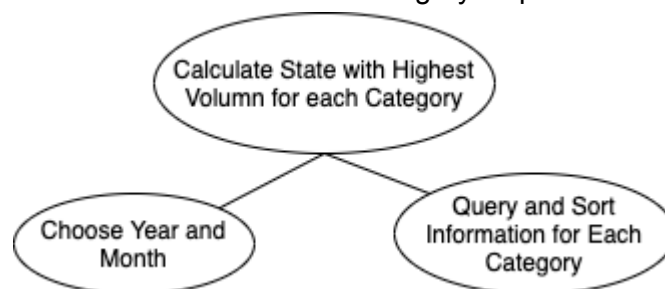 Calculate State with Highest
Volumn for each Category
Choose Year and
Month
Query and Sort
Information for Each
Category